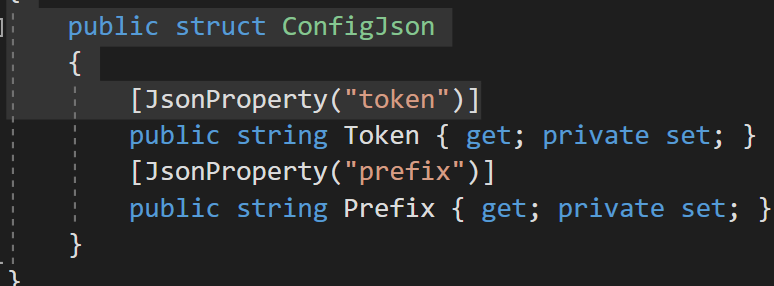 public struct ConfigJson
{
[JsonProperty("token")]
public string Token { get; private set; }
[JsonProperty("prefix")]
public string Prefix { get; private set; }
}
}